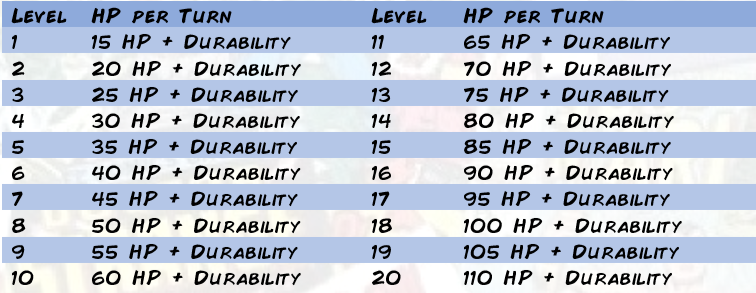 Level HP per Turn Level HP per Turn
1 15 HP + Durability 11 65 HP + Durability
2 20 HP + Durability 12 70 HP + Durability
3 25 HP + Durability 13 75 HP + Durability
4 30 HP + Durability 14 80 HP + Durability
5 35 HP + Durability 15 85 HP + Durability
6 40 HP + Durability 16 90 HP + Durability
7 45 HP + Durability 17 95 HP + Durability
8 50 HP + Durability 18 100 HP + Durability
9 55 HP + Durability 19 105 HP + Durability
10 60 HP + Durability 20 110 HP + Durability